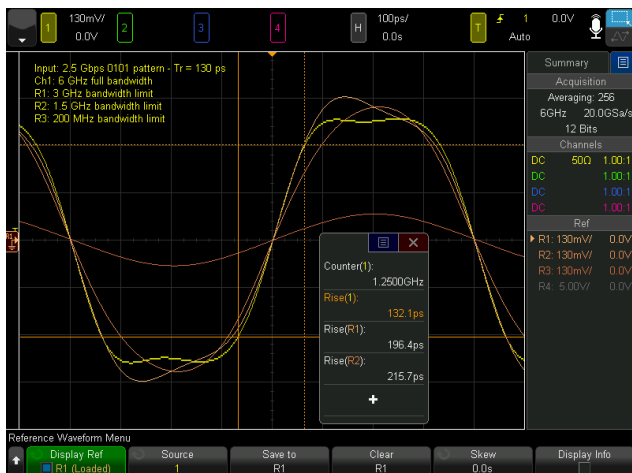 1 130mV/ 0.0V 2 3 4 H 100ps/ 0.0s T 1 0.0V Auto
Input: 2.5 Gbps 0101 pattern - Tr = 130 ps
Ch1: 6 GHz full bandwidth
R1: 3 GHz bandwidth limit
R2: 1.5 GHz bandwidth limit
R3: 200 MHz bandwidth limit
Summary
Acquisition
Averaging: 256
6GHz 20.0GSa/s
12 Bits
Channels
DC 50Ω 1.00:1
DC 1.00:1
DC 1.00:1
DC 1.00:1
Ref
R1: 130mV/ 0.0V
R2: 130mV/ 0.0V
R3: 130mV/ 0.0V
R4: 5.00V/ 0.0V
R1
Counter(1):
1.2500GHz
Rise(1):
132.1ps
Rise(R1):
196.4ps
Rise(R2):
215.7ps
Reference Waveform Menu
Display Ref
R1 (Loaded)
Source
1
Save to
R1
Clear
R1
Skew
0.0s
Display Info